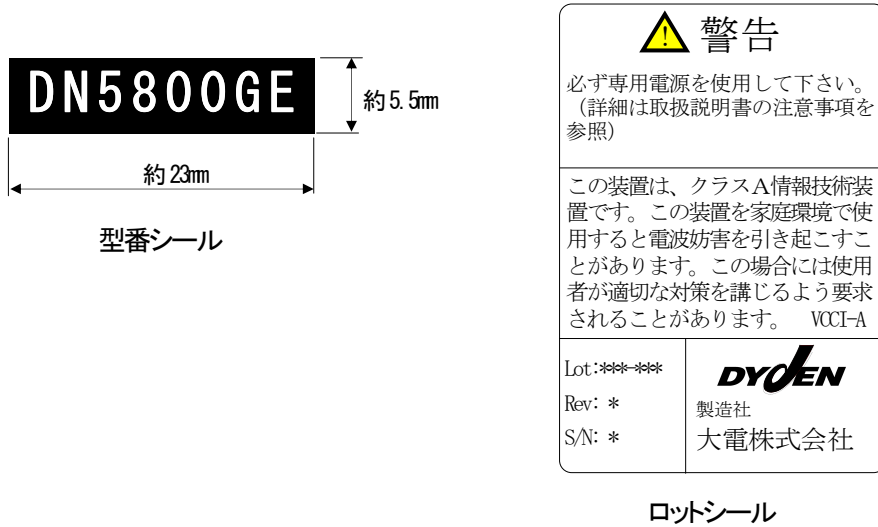 DN5800GE
約5.5㎜
約23㎜
型番シール
警告
必ず専用電源を使用して下さい。
(詳細は取扱説明書の注意事項を
参照)
この装置は、クラスA情報技術装
置です。この装置を家庭環境で使
用すると電波妨害を引き起こすこ
とがあります。この場合には使用
者が適切な対策を講じるよう要求
されることがあります。 VCCI-A
Lot:***-***
Rev: *
S/N: *
DYDEN
製造社
大電株式会社
ロットシール